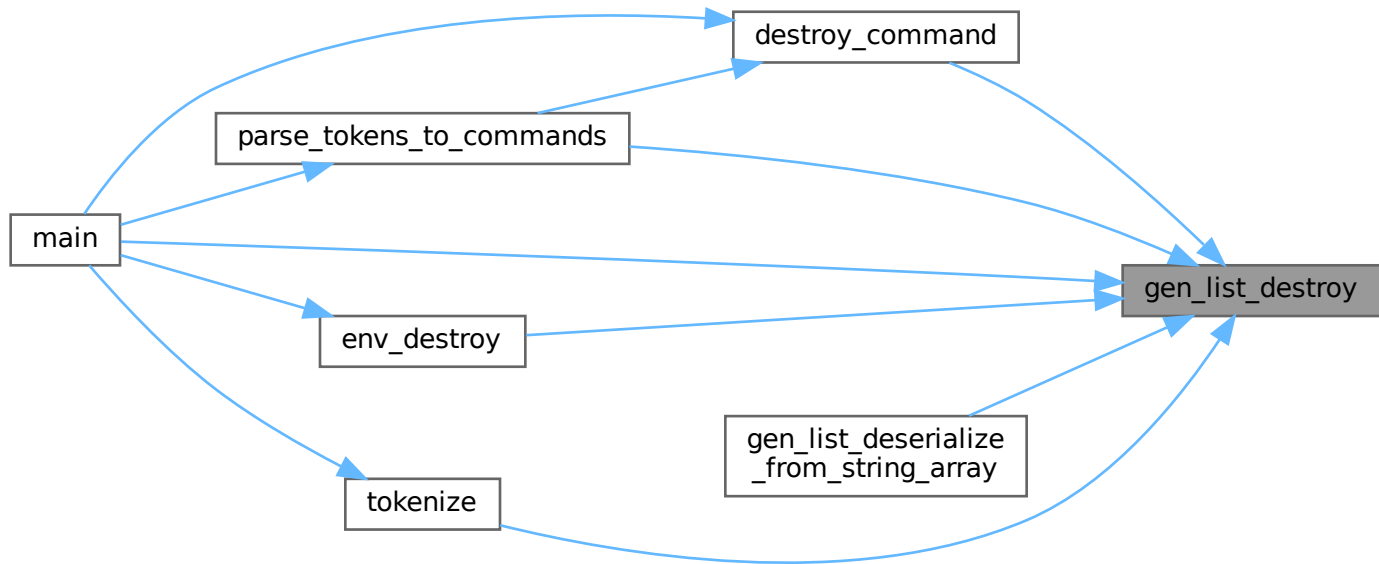 destroy_command
parse_tokens_to_commands
main
gen_list_destroy
env_destroy
gen_list_deserialize
_from_string_array
tokenize